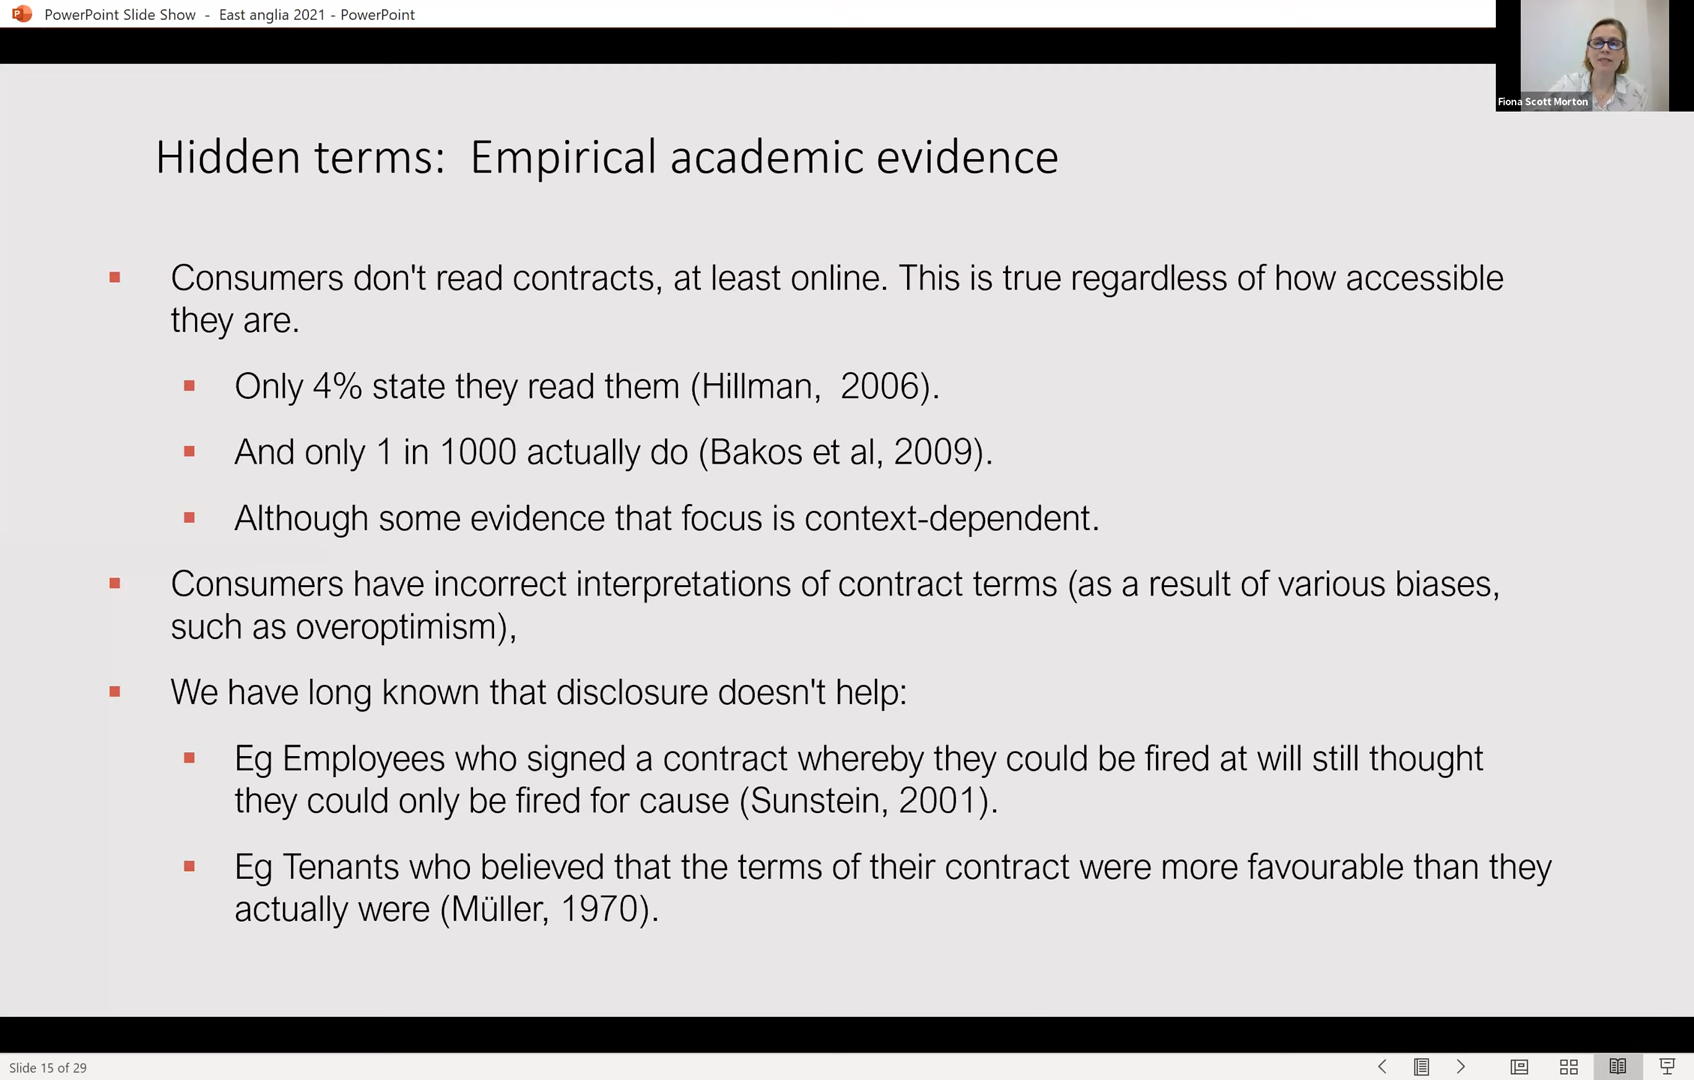 PowerPoint Slide Show - East anglia 2021 - PowerPoint
Fiona Scott Morton
Hidden terms: Empirical academic evidence
Consumers don't read contracts, at least online. This is true regardless of how accessible
they are.
Only 4% state they read them (Hillman, 2006).
And only 1 in 1000 actually do (Bakos et al, 2009).
Although some evidence that focus is context-dependent.
Consumers have incorrect interpretations of contract terms (as a result of various biases,
such as overoptimism),
We have long known that disclosure doesn't help:
Eg Employees who signed a contract whereby they could be fired at will still thought
they could only be fired for cause (Sunstein, 2001).
Eg Tenants who believed that the terms of their contract were more favourable than they
actually were (Müller, 1970).
Slide 15 of 29